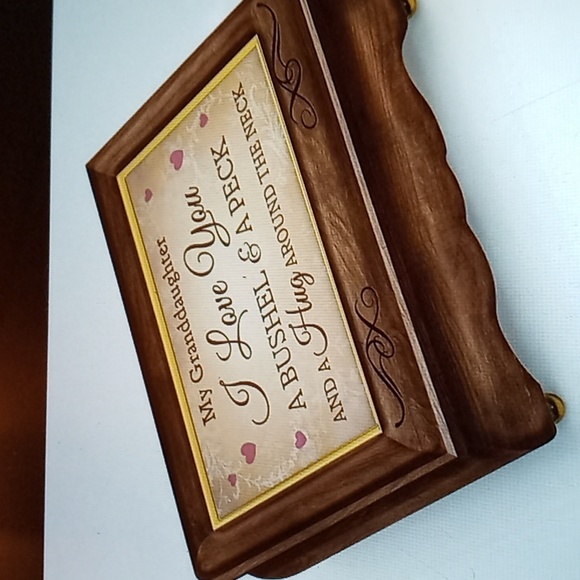 My Granddaughter
I Love You
A BUSHEL & A PECK
AND A Hug AROUND THE NECK